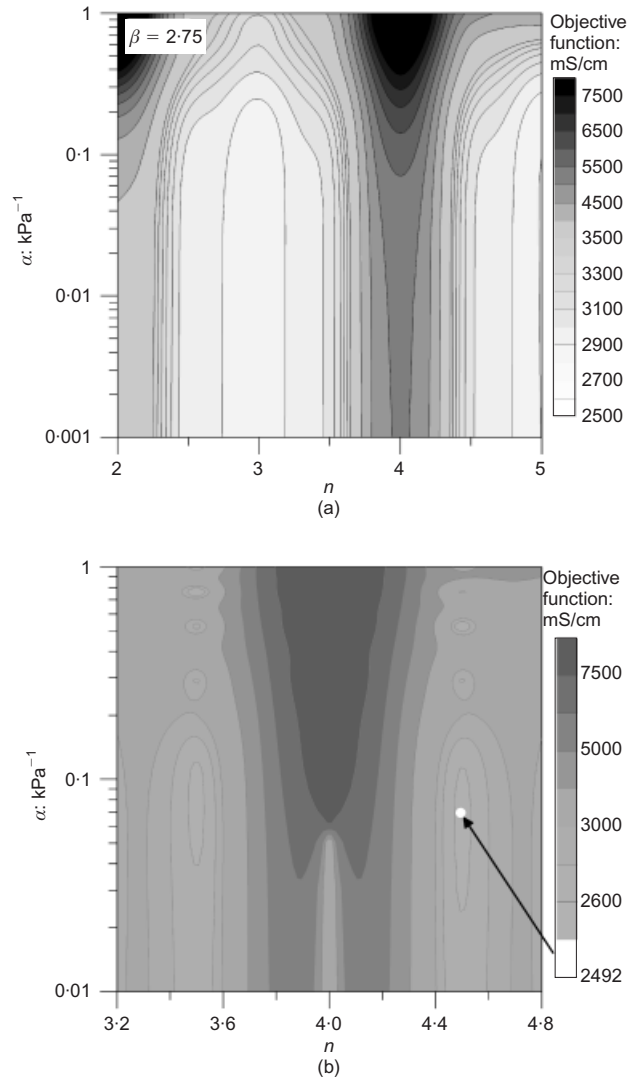 β = 2·75
Objective
function:
mS/cm
7500
6500
5500
4500
3500
3300
3100
2900
2700
2500
1
0·1
0·01
0·001
α: kPa⁻¹
2
3
4
5
n
(a)
Objective
function:
mS/cm
7500
5000
3000
2600
2492
1
0·1
0·01
α: kPa⁻¹
3·2
3·6
4·0
4·4
4·8
n
(b)